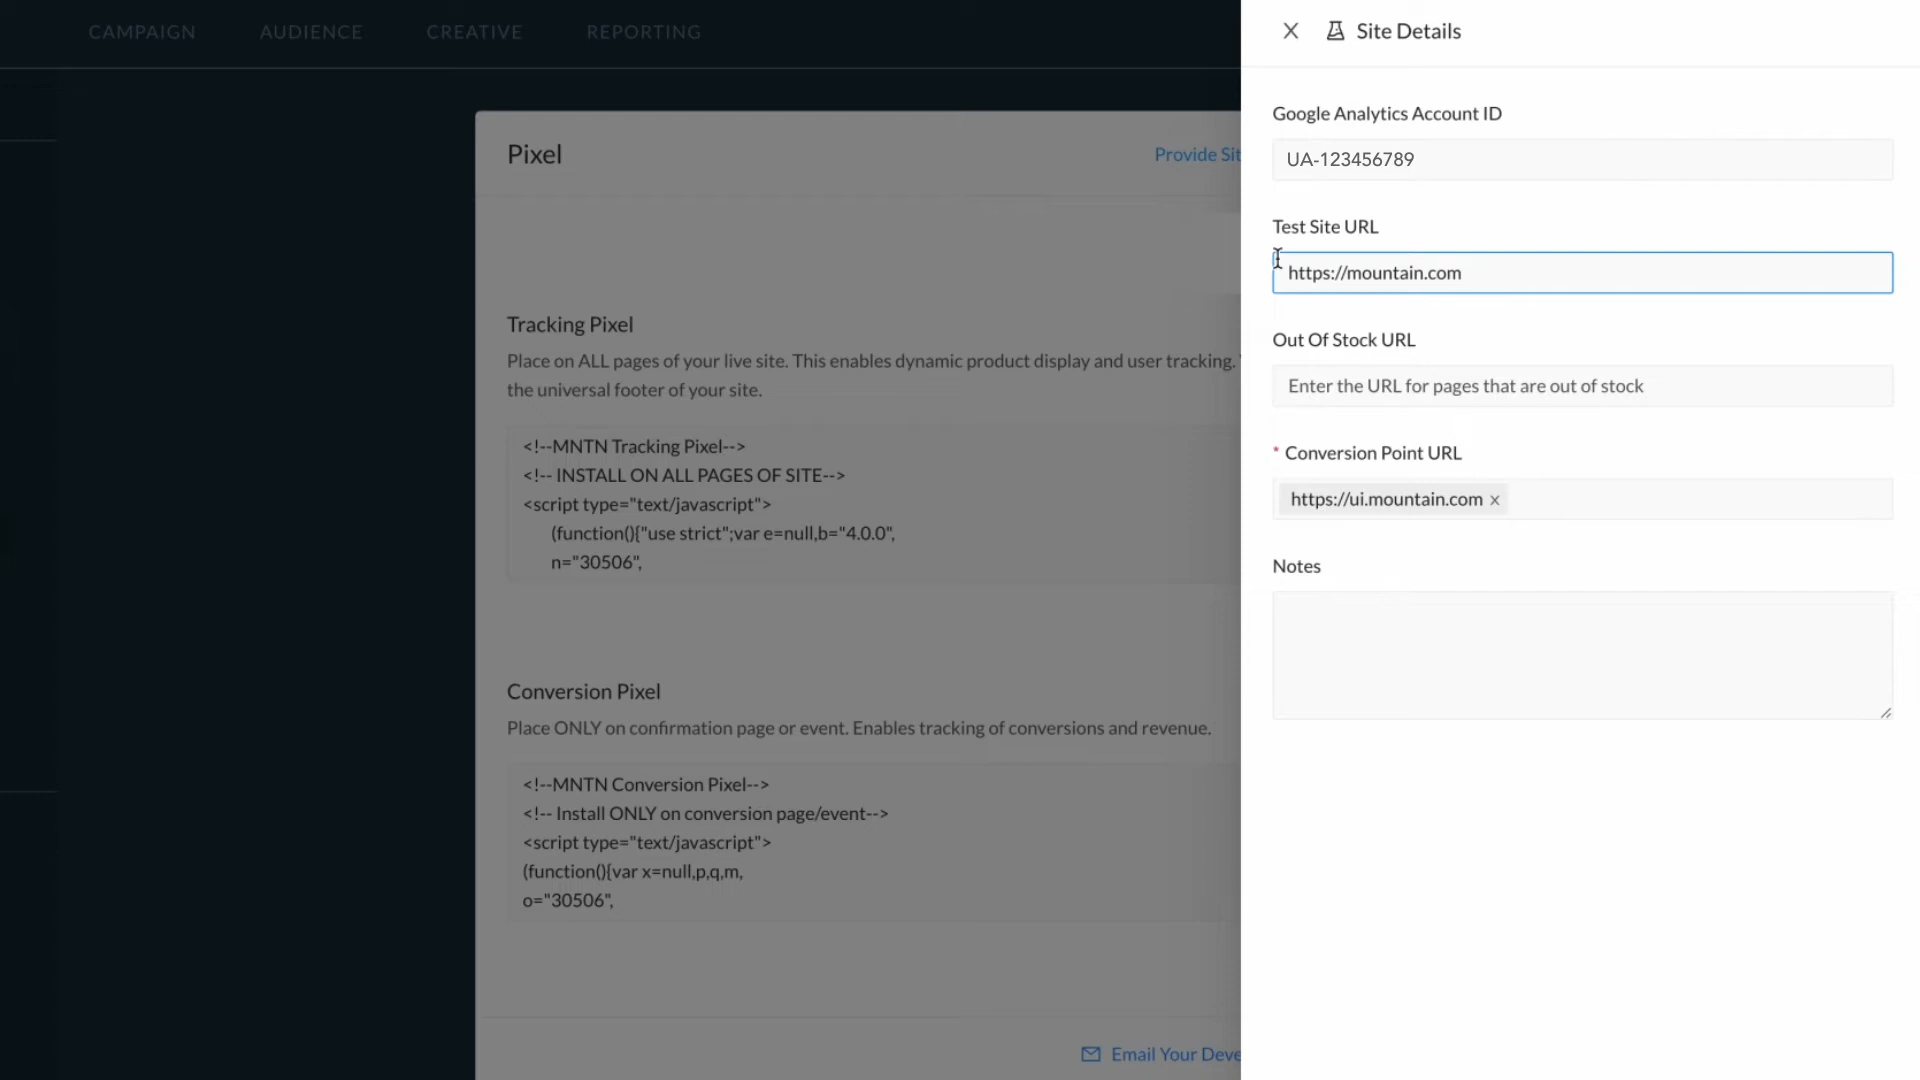 CAMPAIGN AUDIENCE CREATIVE REPORTING
Pixel
Provide Sit
Tracking Pixel
Place on ALL pages of your live site. This enables dynamic product display and user tracking.
the universal footer of your site.
<!--MNTN Tracking Pixel-->
<!-- INSTALL ON ALL PAGES OF SITE-->
<script type="text/javascript">
(function(){"use strict";var e=null,b="4.0.0",
n="30506",
Conversion Pixel
Place ONLY on confirmation page or event. Enables tracking of conversions and revenue.
<!--MNTN Conversion Pixel-->
<!-- Install ONLY on conversion page/event-->
<script type="text/javascript">
(function(){var x=null,p,q,m,
o="30506",
Email Your Deve
Site Details
Google Analytics Account ID
UA-123456789
Test Site URL
https://mountain.com
Out Of Stock URL
Enter the URL for pages that are out of stock
* Conversion Point URL
https://ui.mountain.com ×
Notes